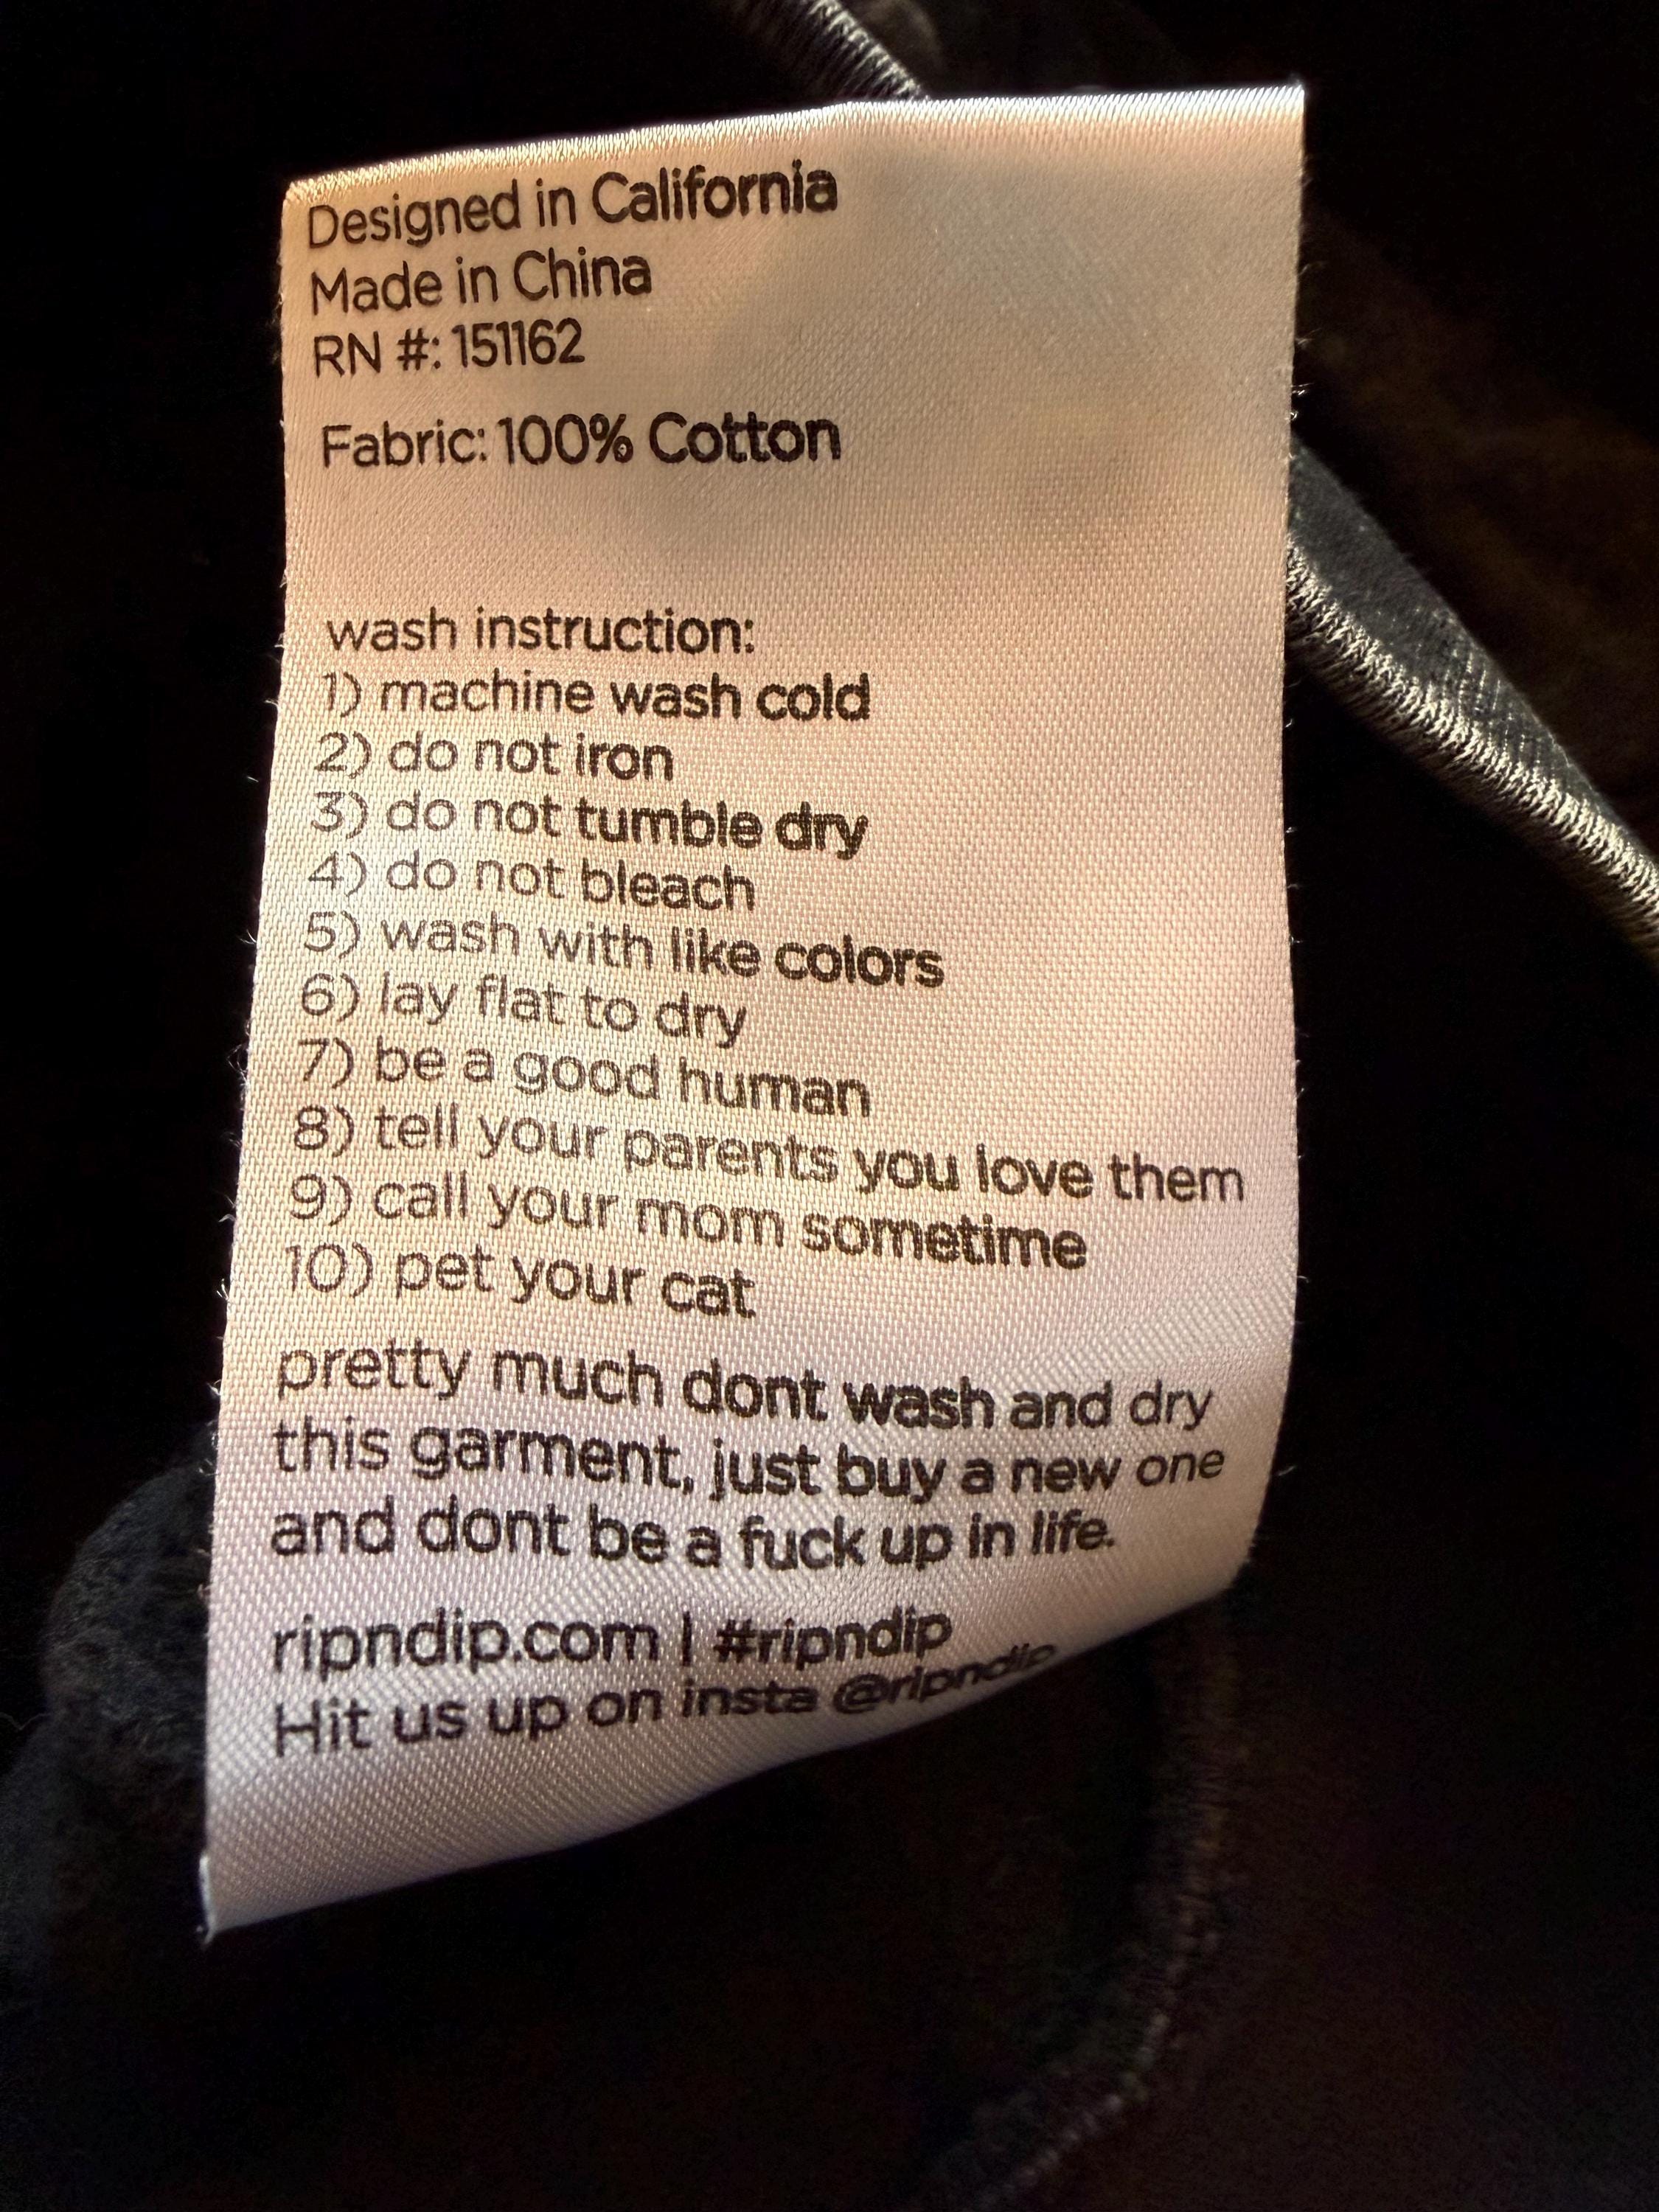 Designed in California
Made in China
RN #: 151162
Fabric: 100% Cotton
wash instruction:
1) machine wash cold
2) do not iron
3) do not tumble dry
4) do not bleach
5) wash with like colors
6) lay flat to dry
7) be a good human
8) tell your parents you love them
9) call your mom sometime
10) pet your cat
pretty much dont wash and dry
this garment, just buy a new one
and dont be a fuck up in life.
ripndip.com | #ripndip
Hit us up on insta @ripndip